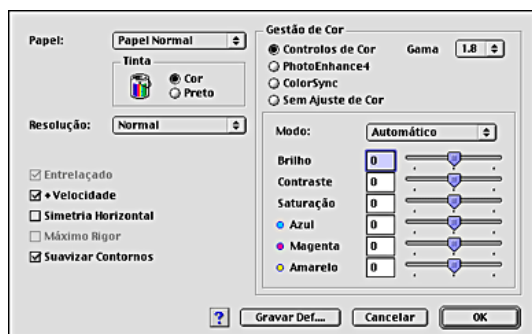 Papel: Papel Normal
Tinta
Cor
Preto
Resolução: Normal
Entrelaçado
+Velocidade
Simetria Horizontal
Máximo Rigor
Suavizar Contornos
Gestão de Cor
Controlos de Cor Gama 1.8
PhotoEnhance4
ColorSync
Sem Ajuste de Cor
Modo: Automático
Brilho 0
Contraste 0
Saturação 0
Azul 0
Magenta 0
Amarelo 0
? Gravar Def.... Cancelar OK